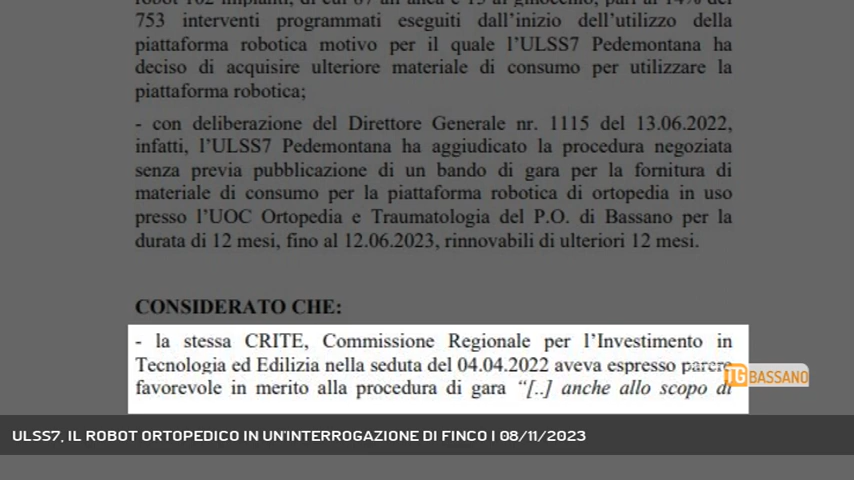 robot 102 impianti, di cui 87 all'anca e 15 al ginocchio, pari al 14% dei
753 interventi programmati eseguiti dall'inizio dell'utilizzo della
piattaforma robotica motivo per il quale l'ULSS7 Pedemontana ha
deciso di acquisire ulteriore materiale di consumo per utilizzare la
piattaforma robotica;
- con deliberazione del Direttore Generale nr. 1115 del 13.06.2022,
infatti, l'ULSS7 Pedemontana ha aggiudicato la procedura negoziata
senza previa pubblicazione di un bando di gara per la fornitura di
materiale di consumo per la piattaforma robotica di ortopedia in uso
presso l'UOC Ortopedia e Traumatologia del P.O. di Bassano per la
durata di 12 mesi, fino al 12.06.2023, rinnovabili di ulteriori 12 mesi.
CONSIDERATO CHE:
- la stessa CRITE, Commissione Regionale per l'Investimento in
Tecnologia ed Edilizia nella seduta del 04.04.2022 aveva espresso parere
favorevole in merito alla procedura di gara "[..] anche allo scopo di
TG BASSANO
ULSS7, IL ROBOT ORTOPEDICO IN UN'INTERROGAZIONE DI FINCO | 08/11/2023